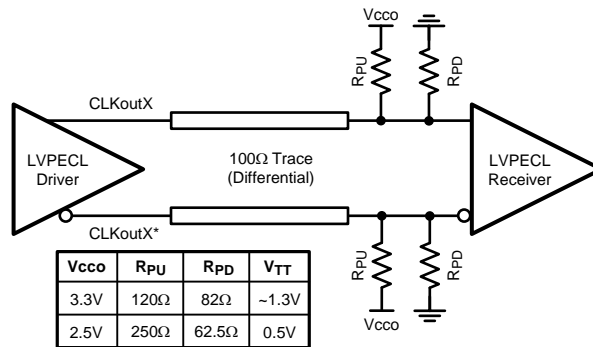 Vcco
RPU
RPD
CLKoutX
LVPECL
Driver
100Ω Trace
(Differential)
LVPECL
Receiver
CLKoutX*
RPU
RPD
Vcco
Vcco RPU RPD VTT
3.3V 120Ω 82Ω ~1.3V
2.5V 250Ω 62.5Ω 0.5V